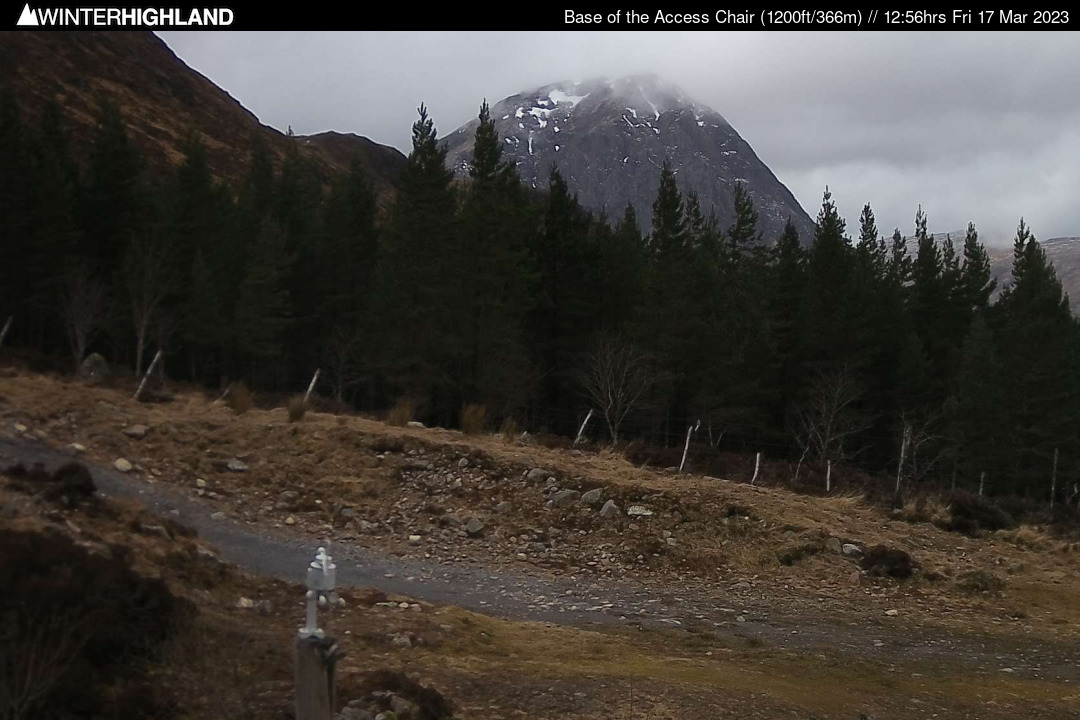 WINTERHIGHLAND
Base of the Access Chair (1200ft/366m) // 12:56hrs Fri 17 Mar 2023